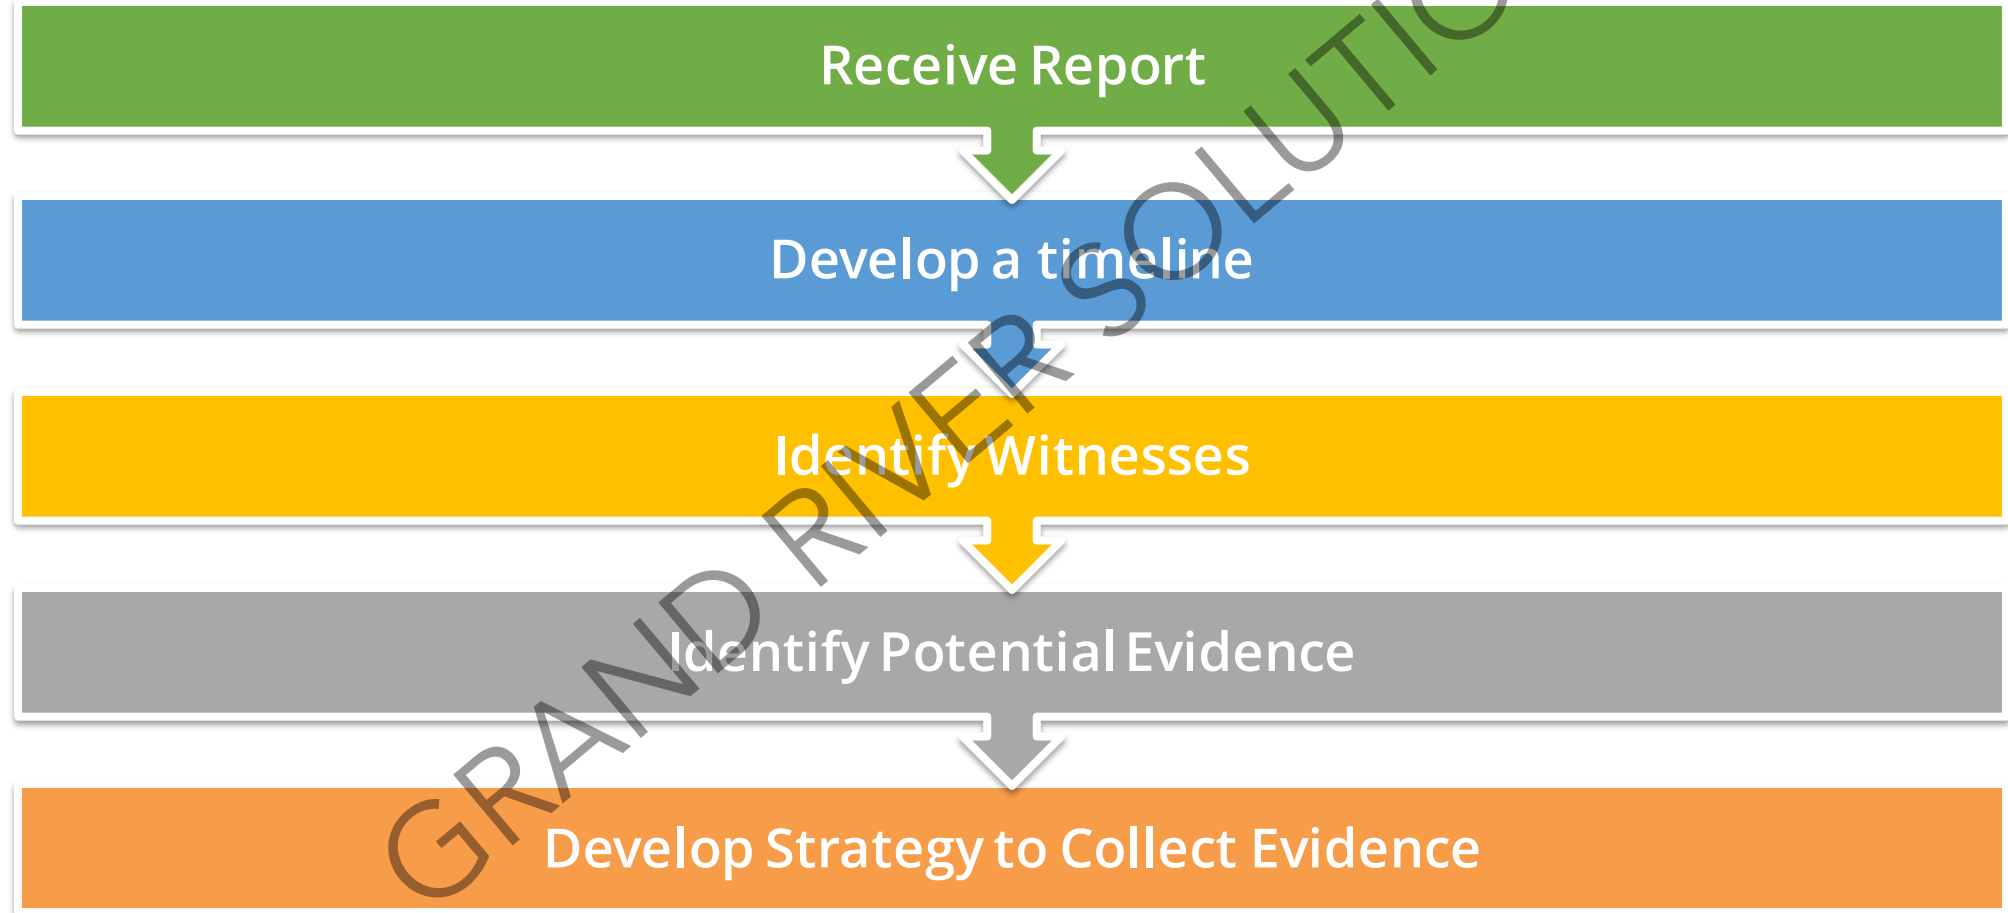 Receive Report
Develop a timeline
Identify Witnesses
Identify Potential Evidence
Develop Strategy to Collect Evidence
GRAND RIVER SOLUTIO